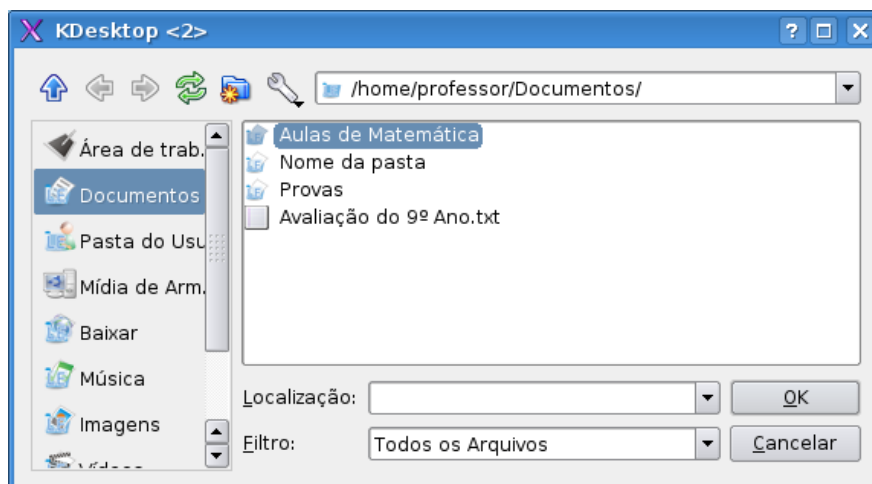 KDesktop <2>
/home/professor/Documentos/
Área de trab.
Documentos
Pasta do Usu
Mídia de Arm.
Baixar
Música
Imagens
Aulas de Matemática
Nome da pasta
Provas
Avaliação do 9º Ano.txt
Localização:
OK
Filtro:
Todos os Arquivos
Cancelar